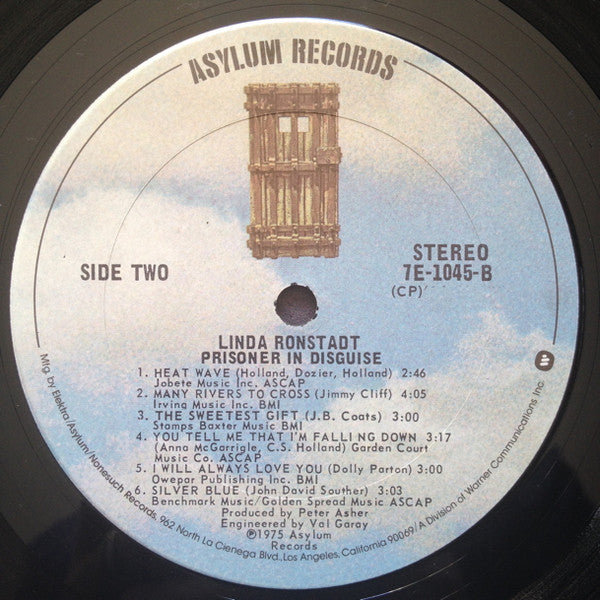 ASYLUM RECORDS
SIDE TWO
STEREO
7E-1045-B
(CP)
LINDA RONSTADT
PRISONER IN DISGUISE
1. HEAT WAVE (Holland, Dozier, Holland) 2:46
Jobete Music Inc. ASCAP
2. MANY RIVERS TO CROSS (Jimmy Cliff) 4:05
Irving Music Inc. BMI
3. THE SWEETEST GIFT (J.B. Coats) 3:00
Stamps Baxter Music BMI
4. YOU TELL ME THAT I'M FALLING DOWN 3:17
(Anna McGarrigle, C.S. Holland) Garden Court
Music Co. ASCAP
5. I WILL ALWAYS LOVE YOU (Dolly Parton) 3:00
Owepar Publishing Inc. BMI
6. SILVER BLUE (John David Souther) 3:03
Benchmark Music/Golden Spread Music ASCAP
Produced by Peter Asher
Engineered by Val Garay
℗1975 Asylum
Records
Mfg. by Elektra/Asylum/Nonesuch Records, 962 North La Cienega Blvd., Los Angeles, California 90069/A Division of Warner Communications Inc.